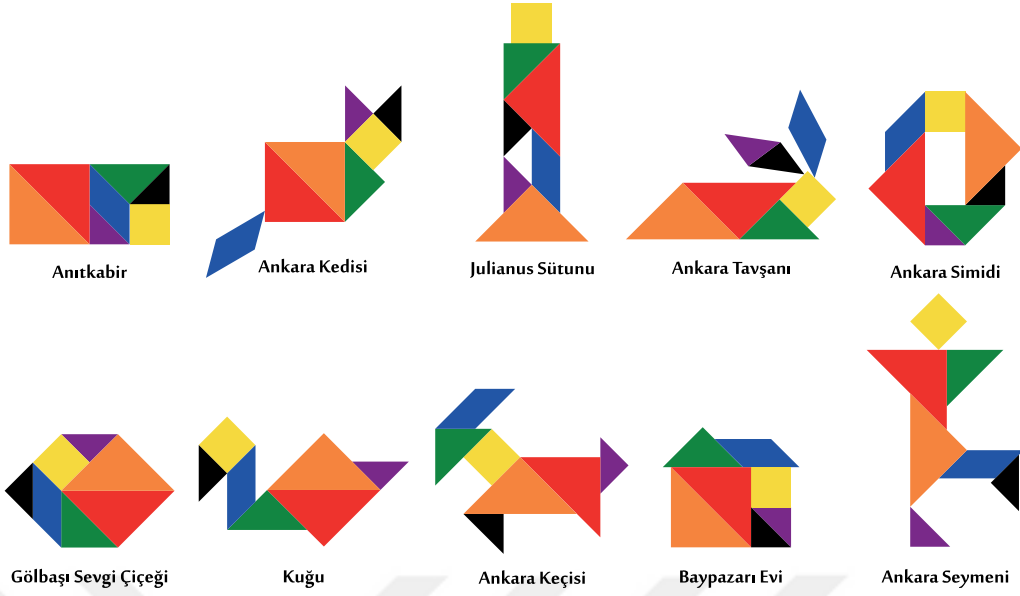 Anıtkabir
Ankara Kedisi
Julianus Sütunu
Ankara Tavşanı
Ankara Simidi
Gölbaşı Sevgi Çiçeği
Kuğu
Ankara Keçisi
Baypazarı Evi
Ankara Seymeni